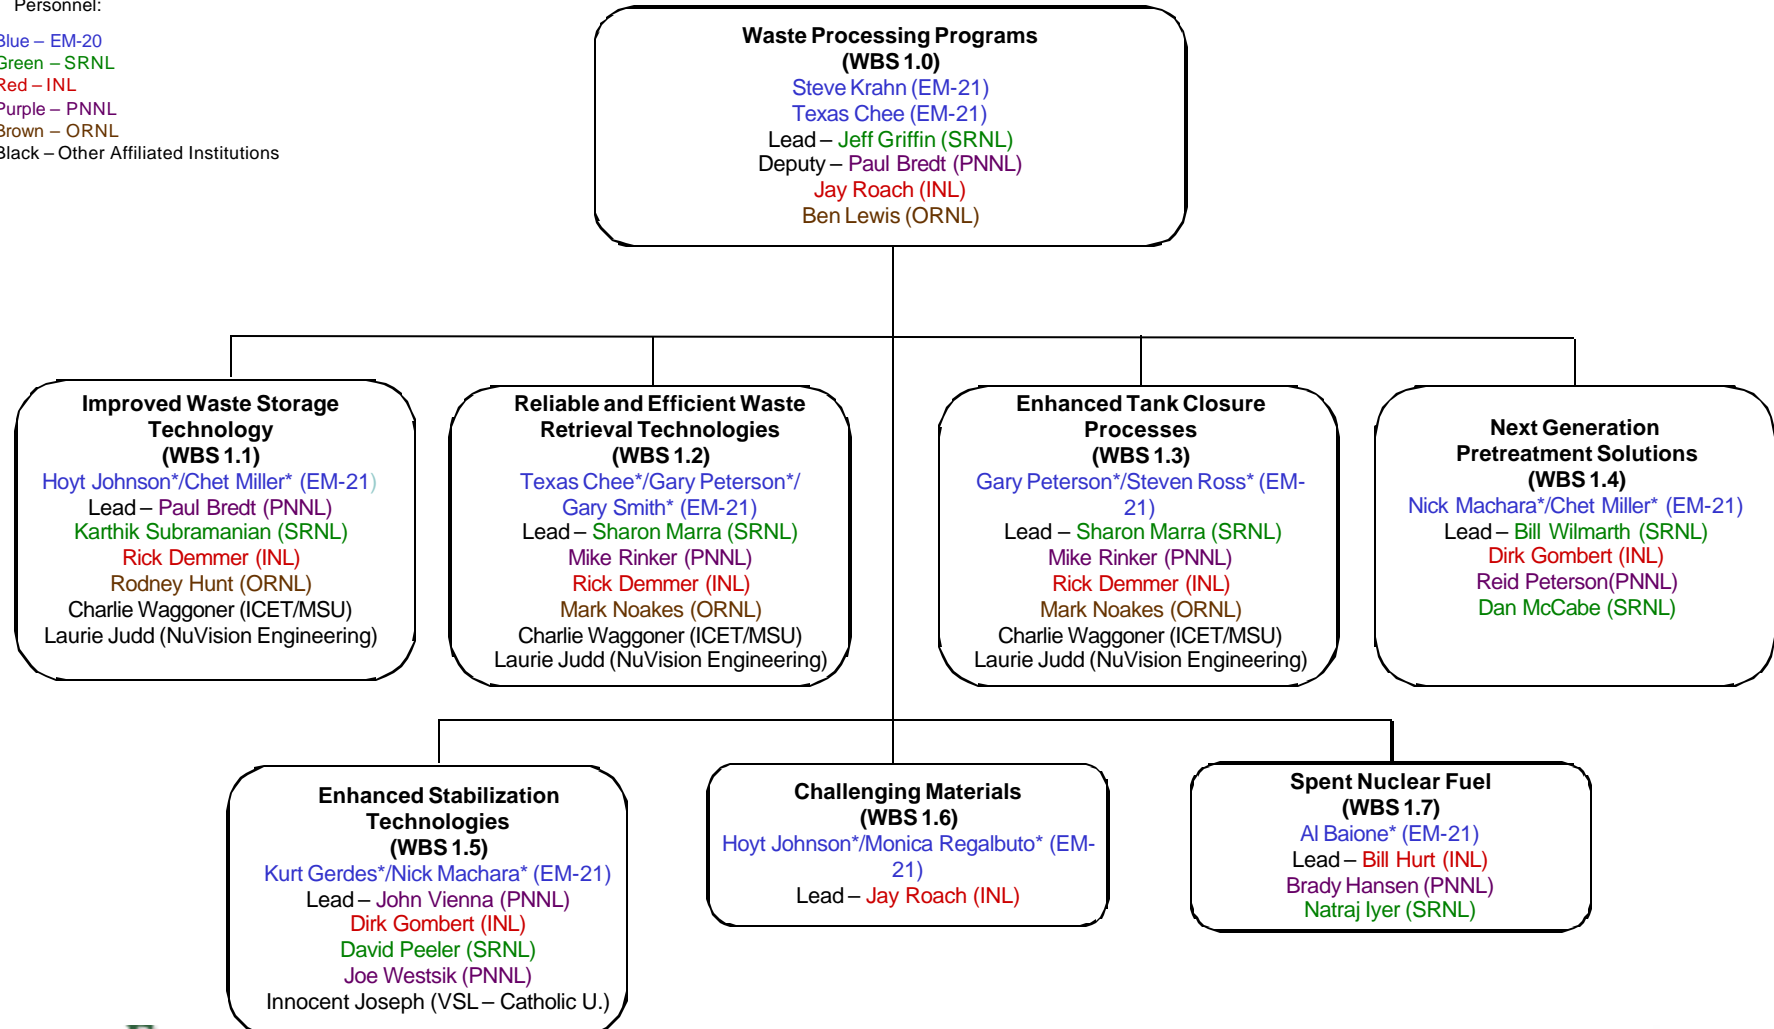 Personnel:
Blue – EM-20
Green – SRNL
Red – INL
Purple – PNNL
Brown – ORNL
Black – Other Affiliated Institutions
Waste Processing Programs
(WBS 1.0)
Steve Krahn (EM-21)
Texas Chee (EM-21)
Lead – Jeff Griffin (SRNL)
Deputy – Paul Bredt (PNNL)
Jay Roach (INL)
Ben Lewis (ORNL)
Improved Waste Storage
Technology
(WBS 1.1)
Hoyt Johnson*/Chet Miller* (EM-21)
Lead – Paul Bredt (PNNL)
Karthik Subramanian (SRNL)
Rick Demmer (INL)
Rodney Hunt (ORNL)
Charlie Waggoner (ICET/MSU)
Laurie Judd (NuVision Engineering)
Reliable and Efficient Waste
Retrieval Technologies
(WBS 1.2)
Texas Chee*/Gary Peterson*/
Gary Smith* (EM-21)
Lead – Sharon Marra (SRNL)
Mike Rinker (PNNL)
Rick Demmer (INL)
Mark Noakes (ORNL)
Charlie Waggoner (ICET/MSU)
Laurie Judd (NuVision Engineering)
Enhanced Tank Closure
Processes
(WBS 1.3)
Gary Peterson*/Steven Ross* (EM-
21)
Lead – Sharon Marra (SRNL)
Mike Rinker (PNNL)
Rick Demmer (INL)
Mark Noakes (ORNL)
Charlie Waggoner (ICET/MSU)
Laurie Judd (NuVision Engineering)
Next Generation
Pretreatment Solutions
(WBS 1.4)
Nick Machara*/Chet Miller* (EM-21)
Lead – Bill Wilmarth (SRNL)
Dirk Gombert (INL)
Reid Peterson(PNNL)
Dan McCabe (SRNL)
Enhanced Stabilization
Technologies
(WBS 1.5)
Kurt Gerdes*/Nick Machara* (EM-21)
Lead – John Vienna (PNNL)
Dirk Gombert (INL)
David Peeler (SRNL)
Joe Westsik (PNNL)
Innocent Joseph (VSL – Catholic U.)
Challenging Materials
(WBS 1.6)
Hoyt Johnson*/Monica Regalbuto* (EM-
21)
Lead – Jay Roach (INL)
Spent Nuclear Fuel
(WBS 1.7)
Al Baione* (EM-21)
Lead – Bill Hurt (INL)
Brady Hansen (PNNL)
Natraj Iyer (SRNL)